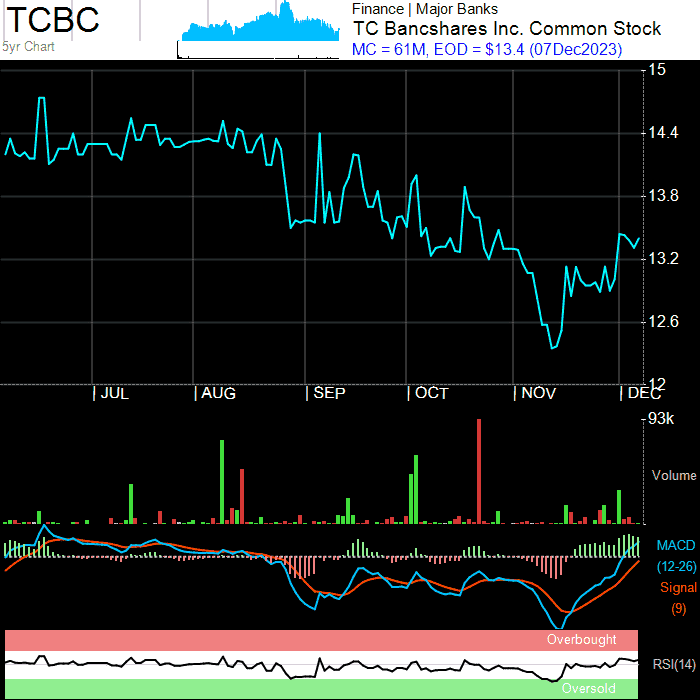 TCBC
5yr Chart
Finance | Major Banks
TC Bancshares Inc. Common Stock
MC = 61M, EOD = $13.4 (07Dec2023)
15
14.4
13.8
13.2
12.6
12
JUL
AUG
SEP
OCT
NOV
DEC
93k
Volume
MACD
(12-26)
Signal
(9)
Overbought
RSI(14)
Oversold